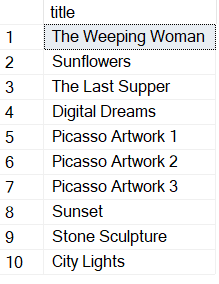 title
1 The Weeping Woman
2 Sunflowers
3 The Last Supper
4 Digital Dreams
5 Picasso Artwork 1
6 Picasso Artwork 2
7 Picasso Artwork 3
8 Sunset
9 Stone Sculpture
10 City Lights